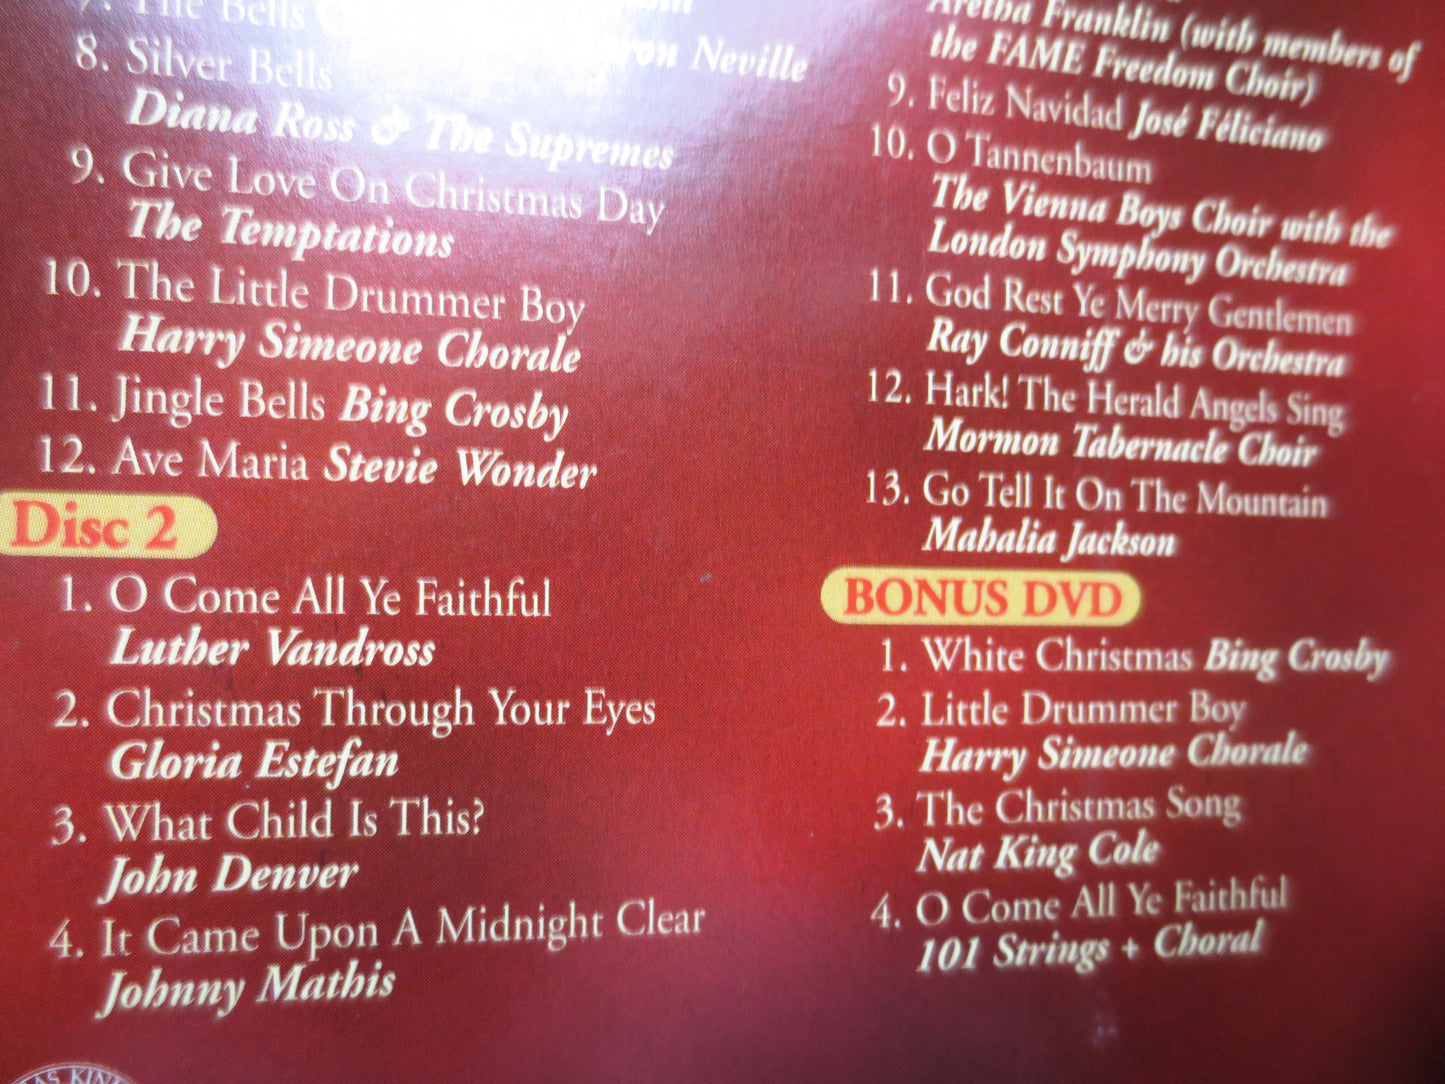 7. The Bells
Aaron Neville
8. Silver Bells
Diana Ross & The Supremes
9. Give Love On Christmas Day
The Temptations
10. The Little Drummer Boy
Harry Simeone Chorale
11. Jingle Bells Bing Crosby
12. Ave Maria Stevie Wonder
Disc 2
1. O Come All Ye Faithful
Luther Vandross
2. Christmas Through Your Eyes
Gloria Estefan
3. What Child Is This?
John Denver
4. It Came Upon A Midnight Clear
Johnny Mathis
Aretha Franklin (with members of
the FAME Freedom Choir)
9. Feliz Navidad José Féliciano
10. O Tannenbaum
The Vienna Boys Choir with the
London Symphony Orchestra
11. God Rest Ye Merry Gentlemen
Ray Conniff & his Orchestra
12. Hark! The Herald Angels Sing
Mormon Tabernacle Choir
13. Go Tell It On The Mountain
Mahalia Jackson
BONUS DVD
1. White Christmas Bing Crosby
2. Little Drummer Boy
Harry Simeone Chorale
3. The Christmas Song
Nat King Cole
4. O Come All Ye Faithful
101 Strings + Choral